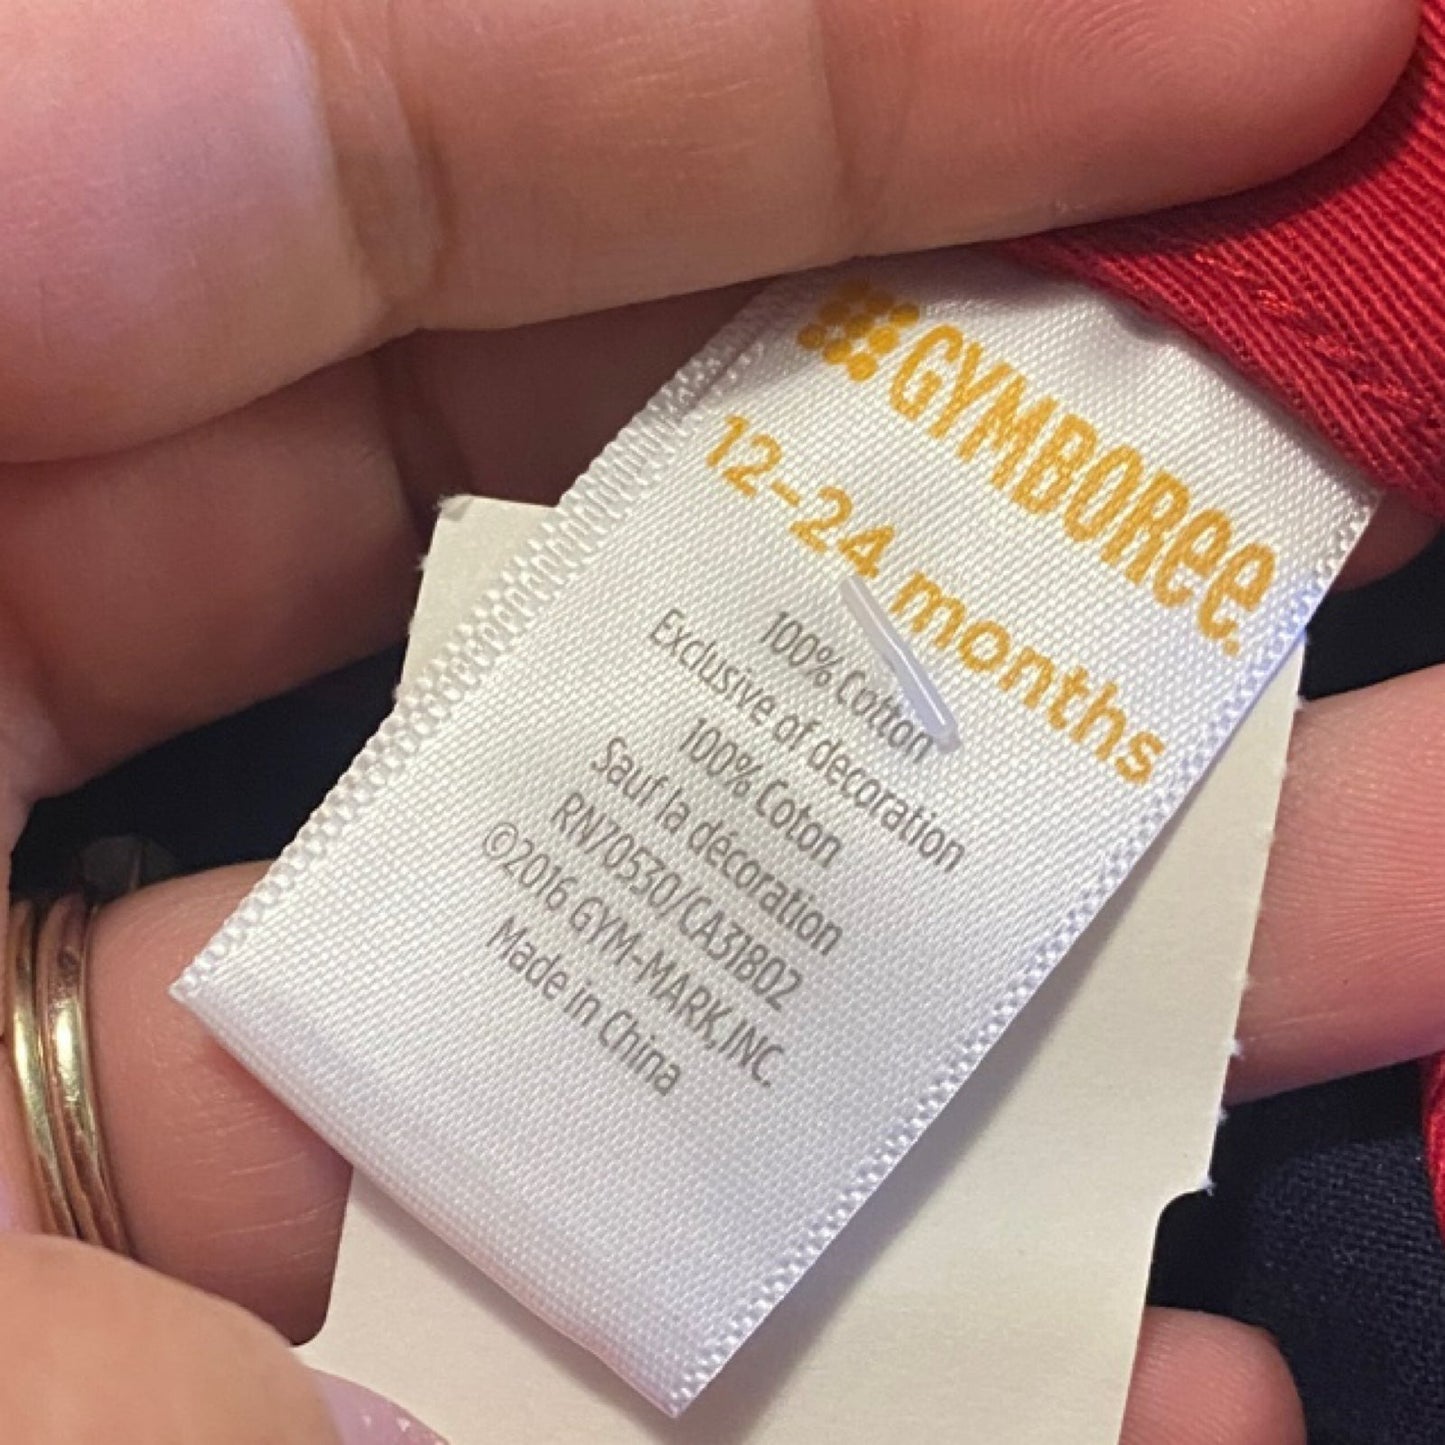 GYMBOREE
12-24 months
100% Cotton
Exclusive of decoration
100% Coton
Sauf la décoration
RN70530/CA31802
©2016 GYM-MARK,INC.
Made in China